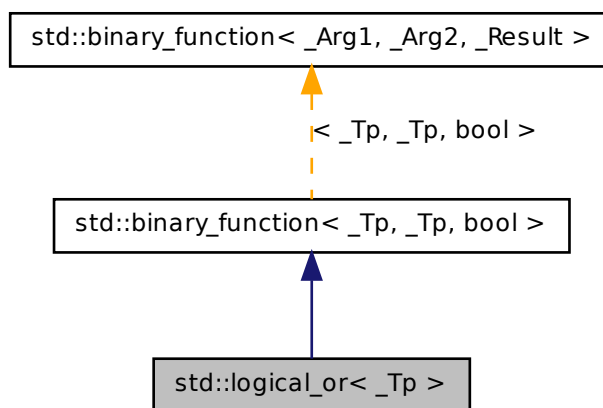 std::binary_function< _Arg1, _Arg2, _Result >
< _Tp, _Tp, bool >
std::binary_function< _Tp, _Tp, bool >
std::logical_or< _Tp >